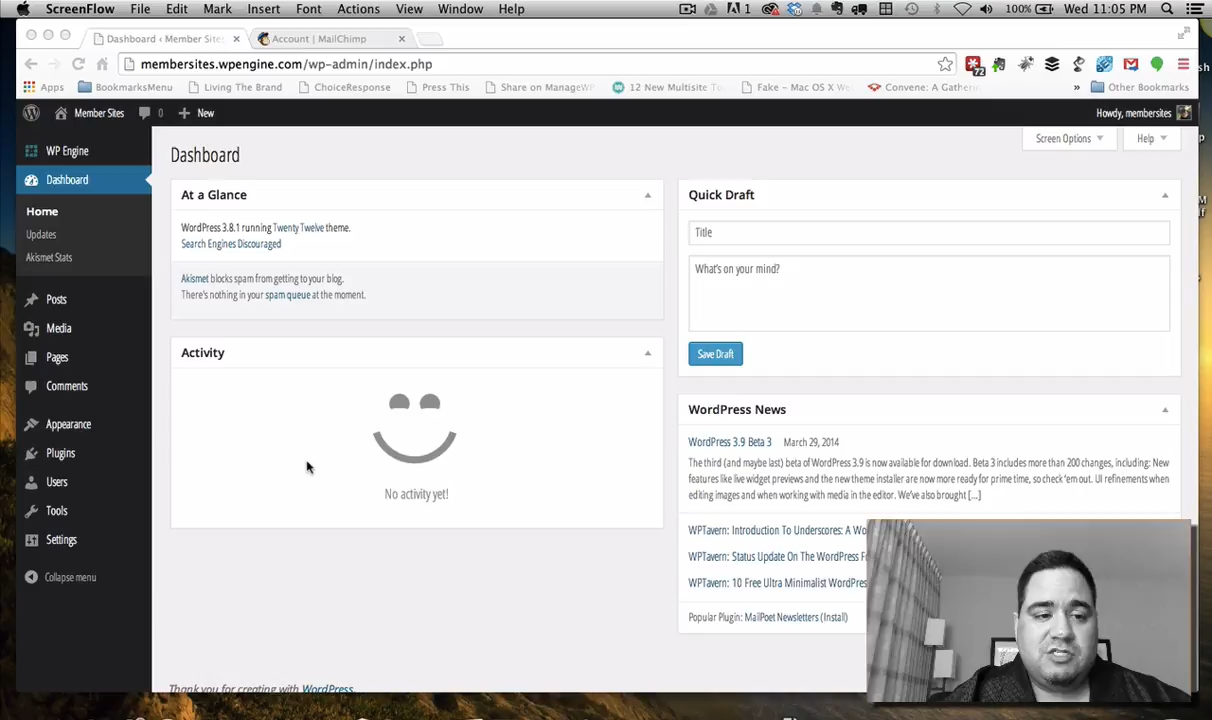 ScreenFlow File Edit Mark Insert Font Actions View Window Help 1 100% Wed 11:05 PM
Dashboard ‹ Member Site Account | MailChimp
membersites.wpengine.com/wp-admin/index.php 72
Apps BookmarksMenu Living The Brand ChoiceResponse Press This Share on ManageWP 12 New Multisite To Fake – Mac OS X We Convene: A Gatherin » Other Bookmarks
Member Sites 0 New Howdy, membersites
Screen Options Help
WP Engine
Dashboard
Home
Updates
Akismet Stats
Posts
Media
Pages
Comments
Appearance
Plugins
Users
Tools
Settings
Collapse menu
Dashboard
At a Glance
WordPress 3.8.1 running Twenty Twelve theme.
Search Engines Discouraged
Akismet blocks spam from getting to your blog.
There's nothing in your spam queue at the moment.
Activity
No activity yet!
Quick Draft
Title
What's on your mind?
Save Draft
WordPress News
WordPress 3.9 Beta 3 March 29, 2014
The third (and maybe last) beta of WordPress 3.9 is now available for download. Beta 3 includes more than 200 changes, including: New
features like live widget previews and the new theme installer are now more ready for prime time, so check 'em out. UI refinements when
editing images and when working with media in the editor. We've also brought [...]
WPTavern: Introduction To Underscores: A Wo
WPTavern: Status Update On The WordPress F
WPTavern: 10 Free Ultra Minimalist WordPres
Popular Plugin: MailPoet Newsletters (Install)
Thank you for creating with WordPress.